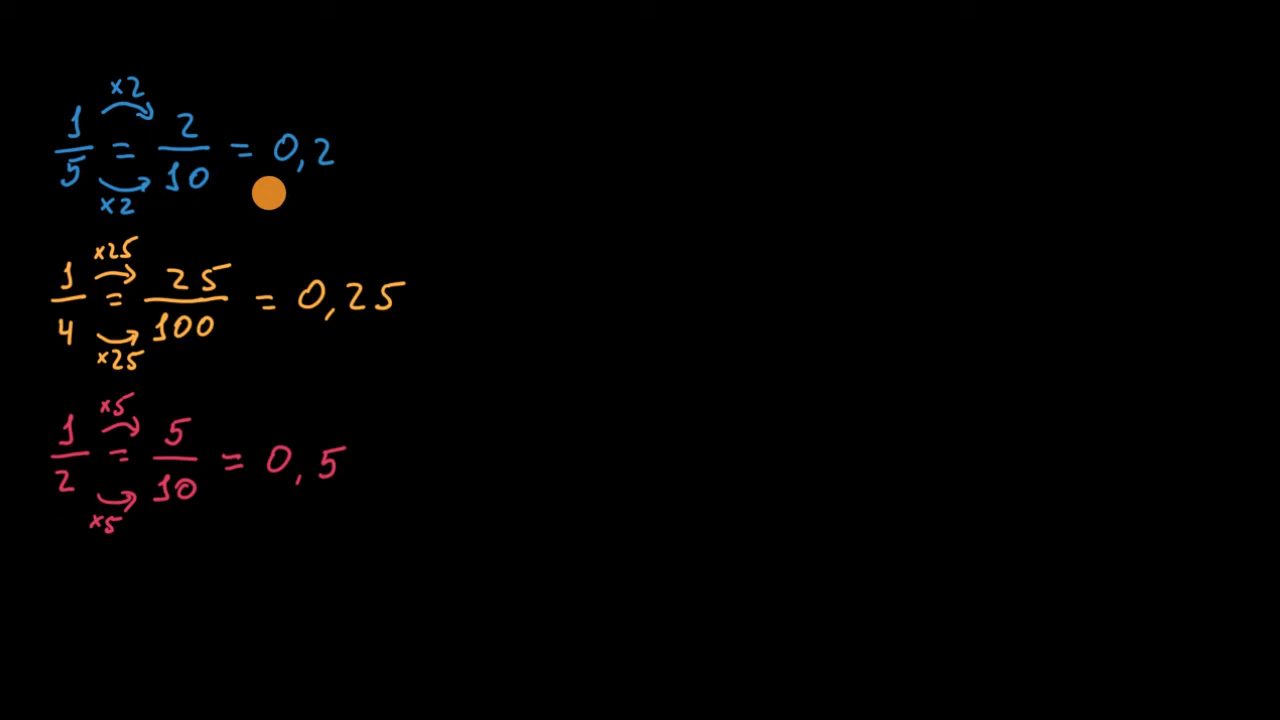 ×2
1/5 = 2/10 = 0,2
×2
×25
1/4 = 25/100 = 0,25
×25
×5
1/2 = 5/10 = 0,5
×5